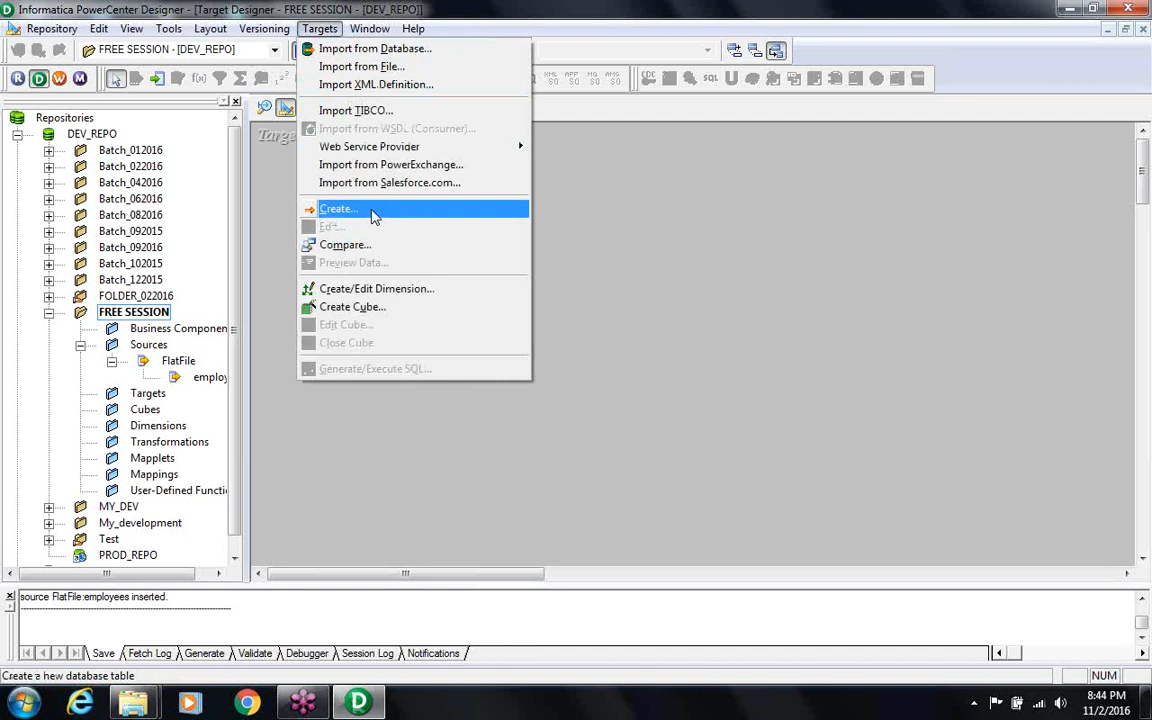 Informatica PowerCenter Designer - [Target Designer - FREE SESSION - [DEV_REPO]]
Repository Edit View Tools Layout Versioning Targets Window Help
FREE SESSION - [DEV_REPO]
Import from Database...
Import from File...
Import XML Definition...
Import TIBCO...
Import from WSDL (Consumer)...
Web Service Provider
Import from PowerExchange...
Import from Salesforce.com...
Create...
Edit...
Compare...
Preview Data...
Create/Edit Dimension...
Create Cube...
Edit Cube...
Close Cube
Generate/Execute SQL...
Repositories
DEV_REPO
Batch_012016
Batch_022016
Batch_042016
Batch_062016
Batch_082016
Batch_092015
Batch_092016
Batch_102015
Batch_122015
FOLDER_022016
FREE SESSION
Business Componen
Sources
FlatFile
employ
Targets
Cubes
Dimensions
Transformations
Mapplets
Mappings
User-Defined Functi
MY_DEV
My_development
Test
PROD_REPO
source FlatFile:employees inserted.
Save Fetch Log Generate Validate Debugger Session Log Notifications
Create a new database table
NUM
8:44 PM
11/2/2016